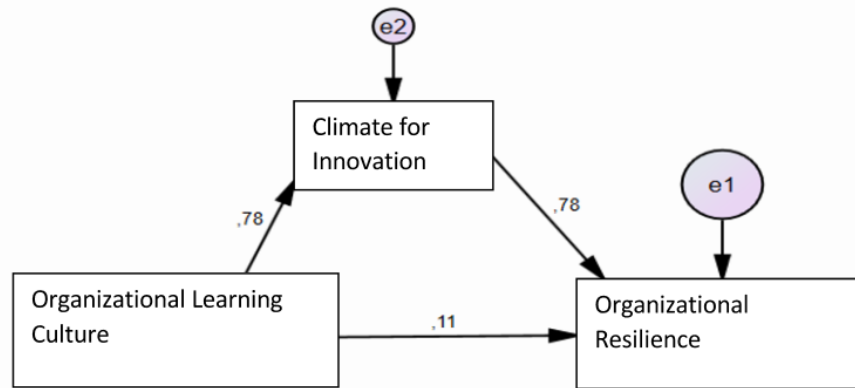 e2
Climate for
Innovation
e1
,78
,78
Organizational Learning
Culture
,11
Organizational
Resilience